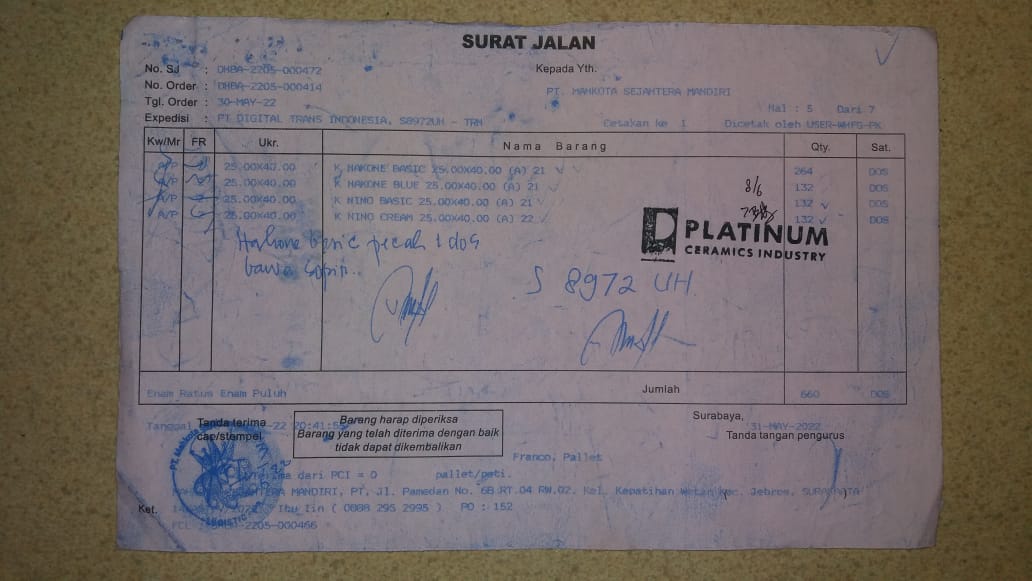 SURAT JALAN
No. SJ : DHBA-2205-000472
Kepada Yth.
No. Order : DHBA-2205-000414
PT. MAHKOTA SEJAHTERA MANDIRI
Tgl. Order : 30-MAY-22
Hal : 5 Dari 7
Expedisi : PT DIGITAL TRANS INDONESIA, S8972UH - TRN
Cetakan ke 1 Dicetak oleh USER-WHFG-PK
Kw/Mr FR Ukr. Nama Barang Qty. Sat.
A/P 25.00X40.00 K HAKONE BASIC 25.00X40.00 (A) 21 264 DOS
A/P 25.00X40.00 K HAKONE BLUE 25.00X40.00 (A) 21 132 DOS
A/P 25.00X40.00 K NINO BASIC 25.00X40.00 (A) 21 132 DOS
A/P 25.00X40.00 K NINO CREAM 25.00X40.00 (A) 22 132 DOS
8/6
PLATINUM
CERAMICS INDUSTRY
Hakone basic pecah 1 dos
bawa sopir.
S 8972 UH
Enam Ratus Enam Puluh Jumlah 660 DOS
Tanda terima
cap/stempel
Barang harap diperiksa
Barang yang telah diterima dengan baik
tidak dapat dikembalikan
Surabaya,
31-MAY-2022
Tanda tangan pengurus
Tanggal 20:41:5
Franco, Pallet
dari PCI = 0 pallet/peti.
SEJAHTERA MANDIRI, PT, Jl. Pamedan No. 6B RT.04 RW.02. Kel. Kepatihan Wetan Kec. Jebres, SURAKARTA
Ket. Ibu Iin ( 0888 295 2995 ) PO : 152
2205-000466